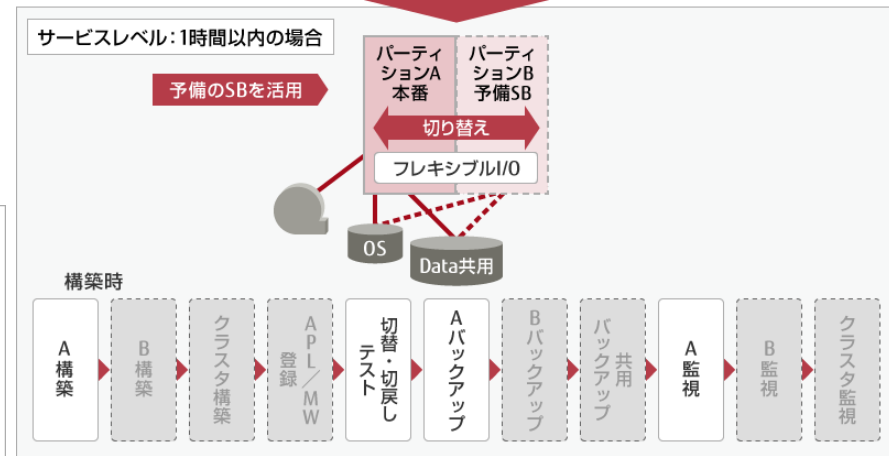 サービスレベル：1時間以内の場合
予備のSBを活用
パーティ
ションA
本番
パーティ
ションB
予備SB
切り替え
フレキシブルI/O
OS
Data共用
構築時
A構築
B構築
クラスタ構築
APL／MW
登録
切替・切戻し
テスト
Aバックアップ
Bバックアップ
共用
バックアップ
A監視
B監視
クラスタ監視